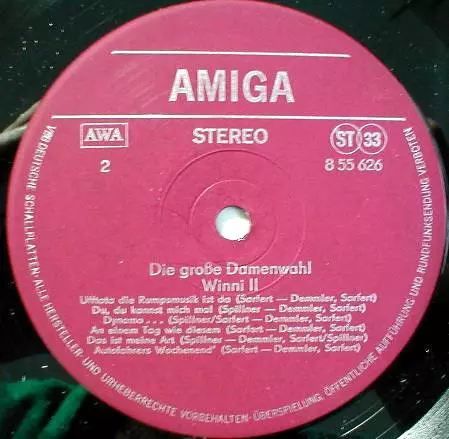 AMIGA
AWA
STEREO
ST 33
2
8 55 626
Die große Damenwahl
Winni II
Ufftata die Rumpsmusik ist da (Sarfert — Demmler, Sarfert)
Du, du kannst mich mal (Spillner — Demmler, Sarfert)
Dynamo . . . (Spillner/Sarfert — Demmler, Sarfert)
An einem Tag wie diesem (Sarfert — Demmler, Sarfert)
Das ist meine Art (Spillner — Demmler, Sarfert/Spillner)
Autofahrers Wochenend' (Sarfert — Demmler, Sarfert)
VEB DEUTSCHE SCHALLPLATTEN ALLE HERSTELLER- UND URHEBERRECHTE VORBEHALTEN · ÜBERSPIELUNG, ÖFFENTLICHE AUFFÜHRUNG UND RUNDFUNKSENDUNG VERBOTEN